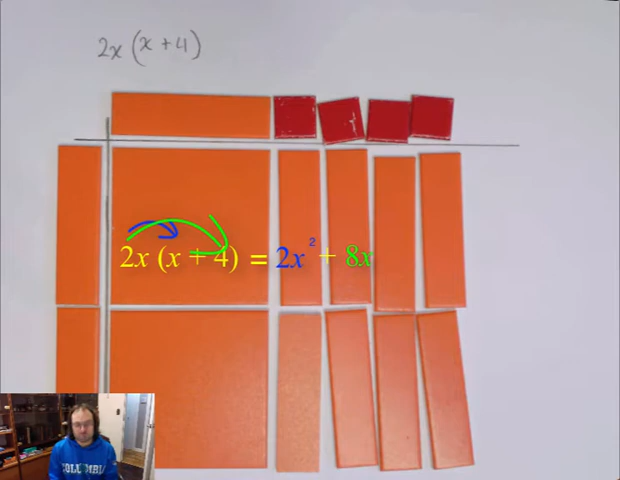 2x (x + 4)
2x (x + 4) = 2x² + 8x
COLUMBIA